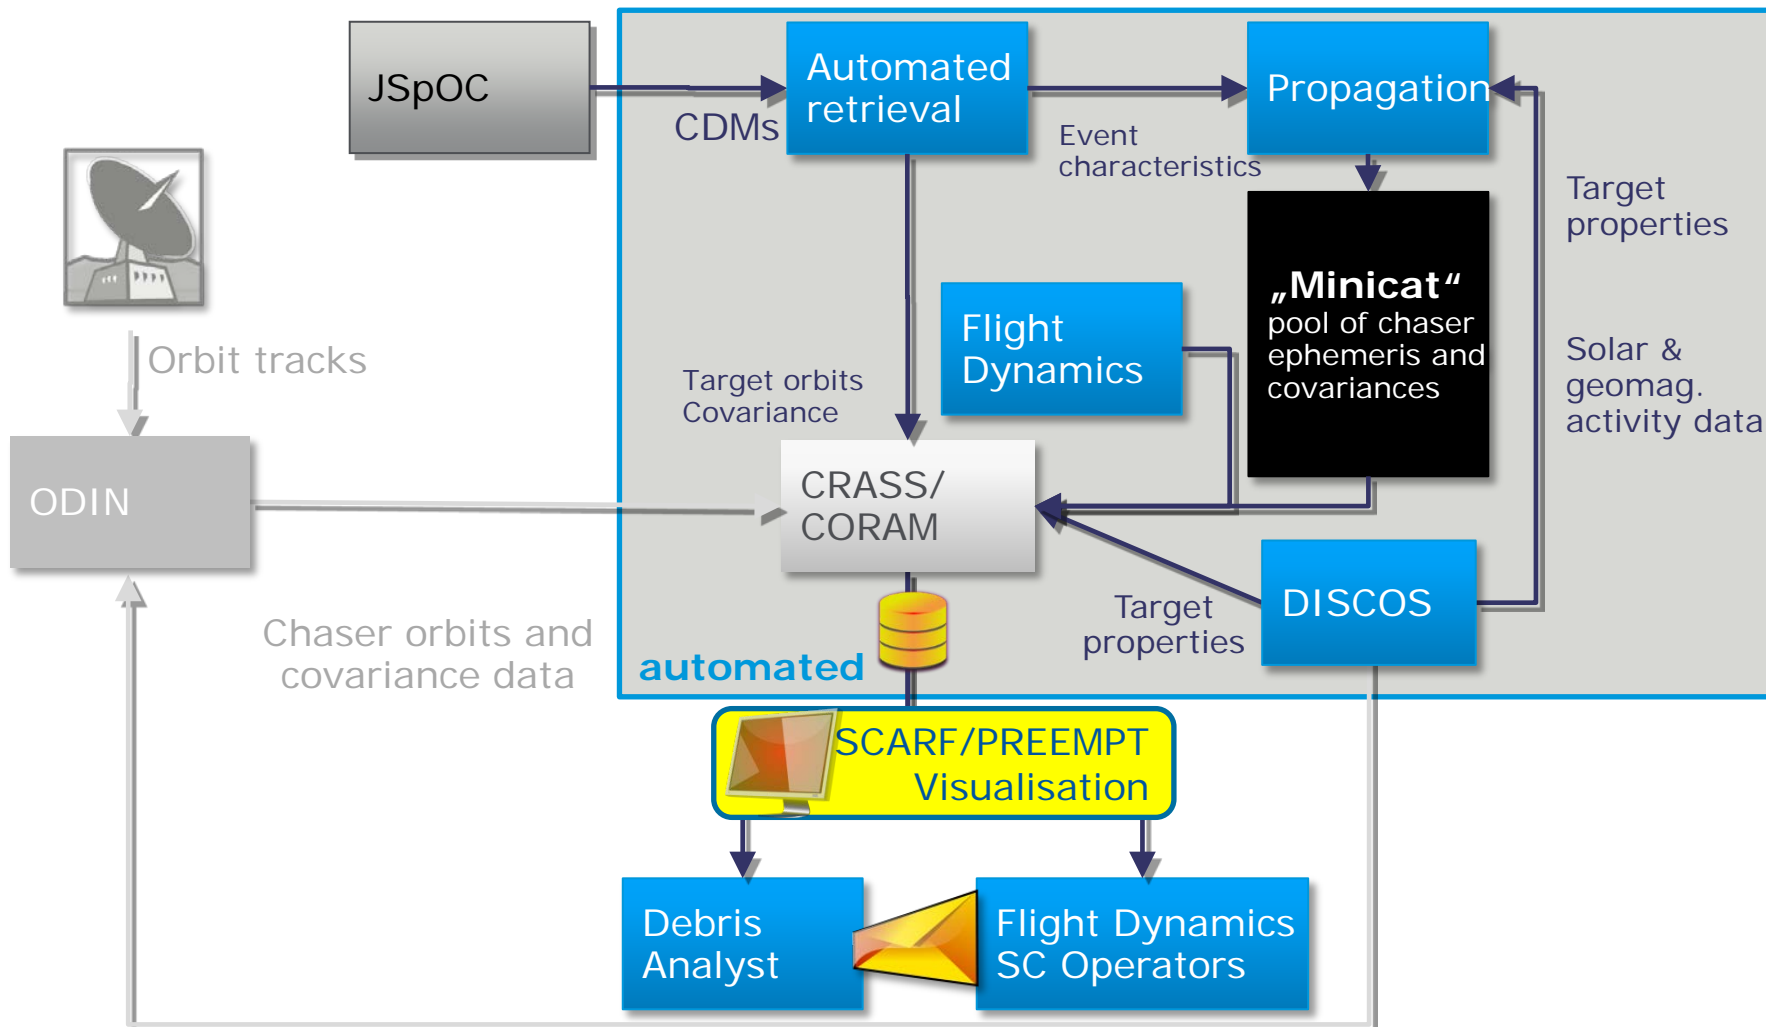 JSpOC
CDMs
Automated
retrieval
Event
characteristics
Propagation
Target
properties
Solar &
geomag.
activity data
„Minicat“
pool of chaser
ephemeris and
covariances
Flight
Dynamics
Target orbits
Covariance
Orbit tracks
ODIN
CRASS/
CORAM
Chaser orbits and
covariance data
Target
properties
DISCOS
automated
SCARF/PREEMPT
Visualisation
Debris
Analyst
Flight Dynamics
SC Operators